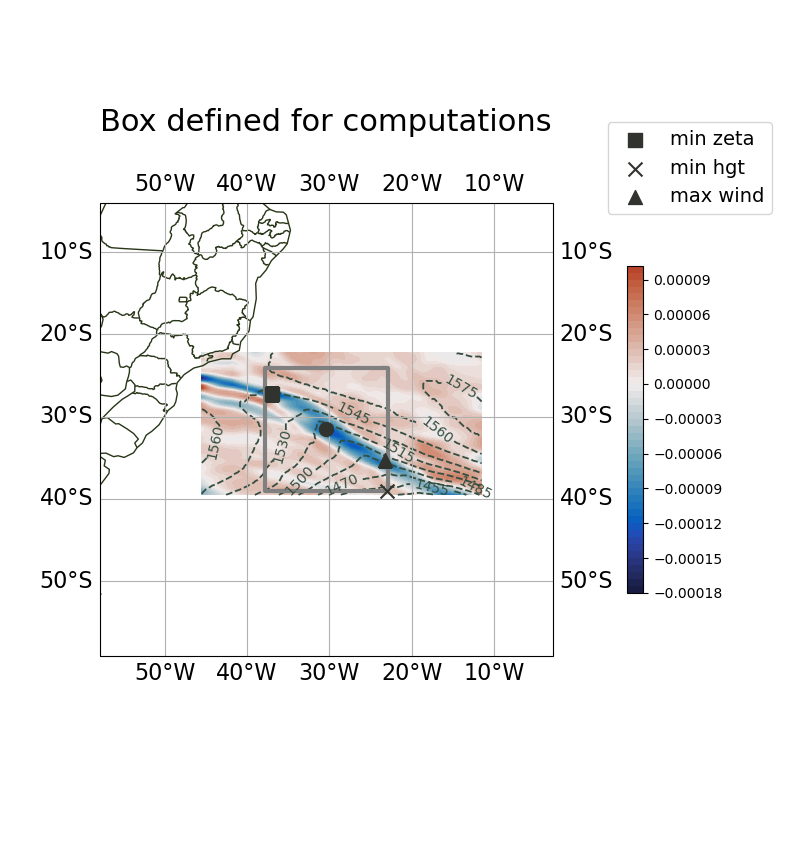 Box defined for computations
min zeta
min hgt
max wind
50°W 40°W 30°W 20°W 10°W
10°S 10°S
20°S 20°S
30°S 30°S
40°S 40°S
50°S 50°S
50°W 40°W 30°W 20°W 10°W
1575
1545
1560
1560
1530
1515
1500
1470
1455
1485
0.00009
0.00006
0.00003
0.00000
−0.00003
−0.00006
−0.00009
−0.00012
−0.00015
−0.00018